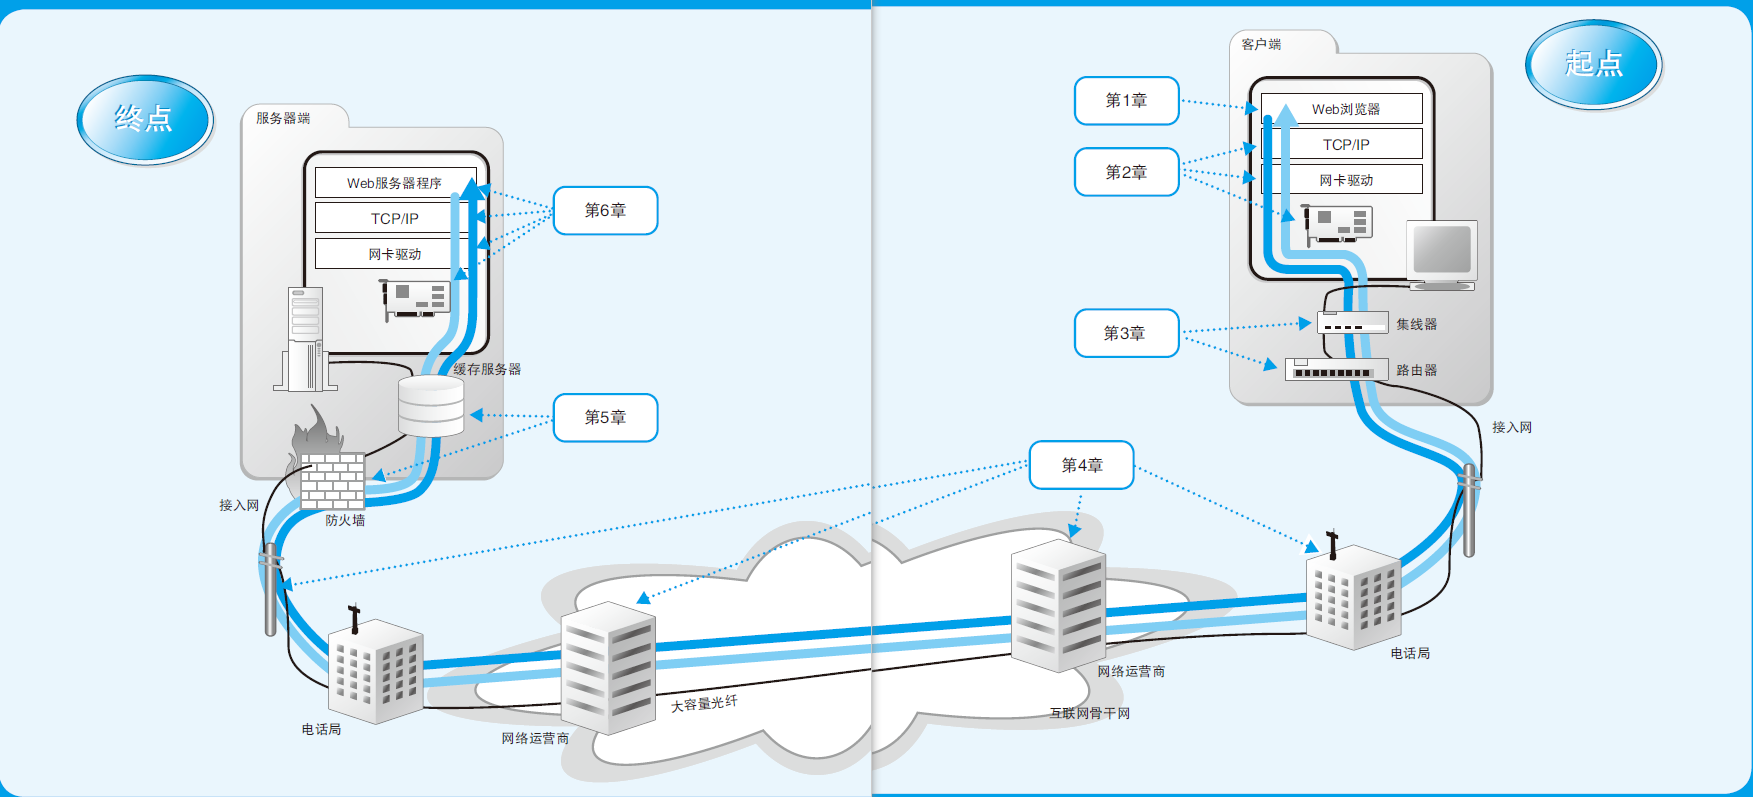 终点
服务器端
Web服务器程序
TCP/IP
网卡驱动
第6章
缓存服务器
第5章
接入网
防火墙
电话局
网络运营商
大容量光纤
起点
客户端
第1章
Web浏览器
TCP/IP
第2章
网卡驱动
第3章
集线器
路由器
接入网
第4章
电话局
网络运营商
互联网骨干网